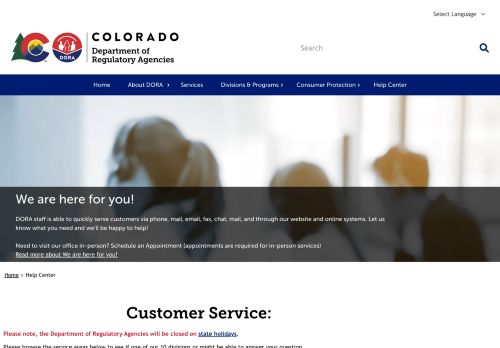 Select Language
COLORADO
Department of
Regulatory Agencies
DORA
Search
Home About DORA Services Divisions & Programs Consumer Protection Help Center
We are here for you!
DORA staff is able to quickly serve customers via phone, mail, email, fax, chat, mail, and through our website and online systems. Let us
know what you need and we'll be happy to help!
Need to visit our office in-person? Schedule an Appointment (appointments are required for in-person services)
Read more about We are here for you!
Home › Help Center
Customer Service:
Please note, the Department of Regulatory Agencies will be closed on state holidays.
Please browse the service areas below to see if one of our 10 divisions or might be able to answer your question